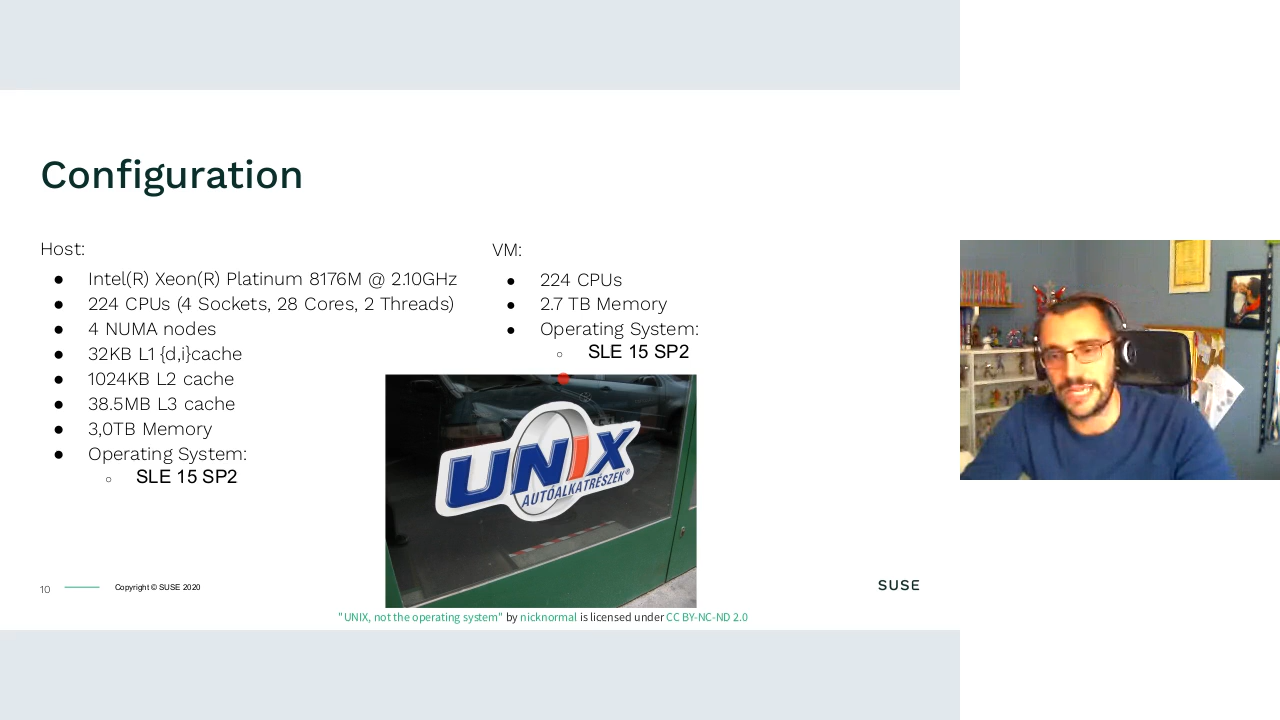 Configuration
Host:
● Intel(R) Xeon(R) Platinum 8176M @ 2.10GHz
● 224 CPUs (4 Sockets, 28 Cores, 2 Threads)
● 4 NUMA nodes
● 32KB L1 {d,i}cache
● 1024KB L2 cache
● 38.5MB L3 cache
● 3,0TB Memory
● Operating System:
○ SLE 15 SP2
VM:
● 224 CPUs
● 2.7 TB Memory
● Operating System:
○ SLE 15 SP2
UNIX
AUTÓALKATRÉSZEK®
"UNIX, not the operating system" by nicknormal is licensed under CC BY-NC-ND 2.0
10
Copyright © SUSE 2020
SUSE